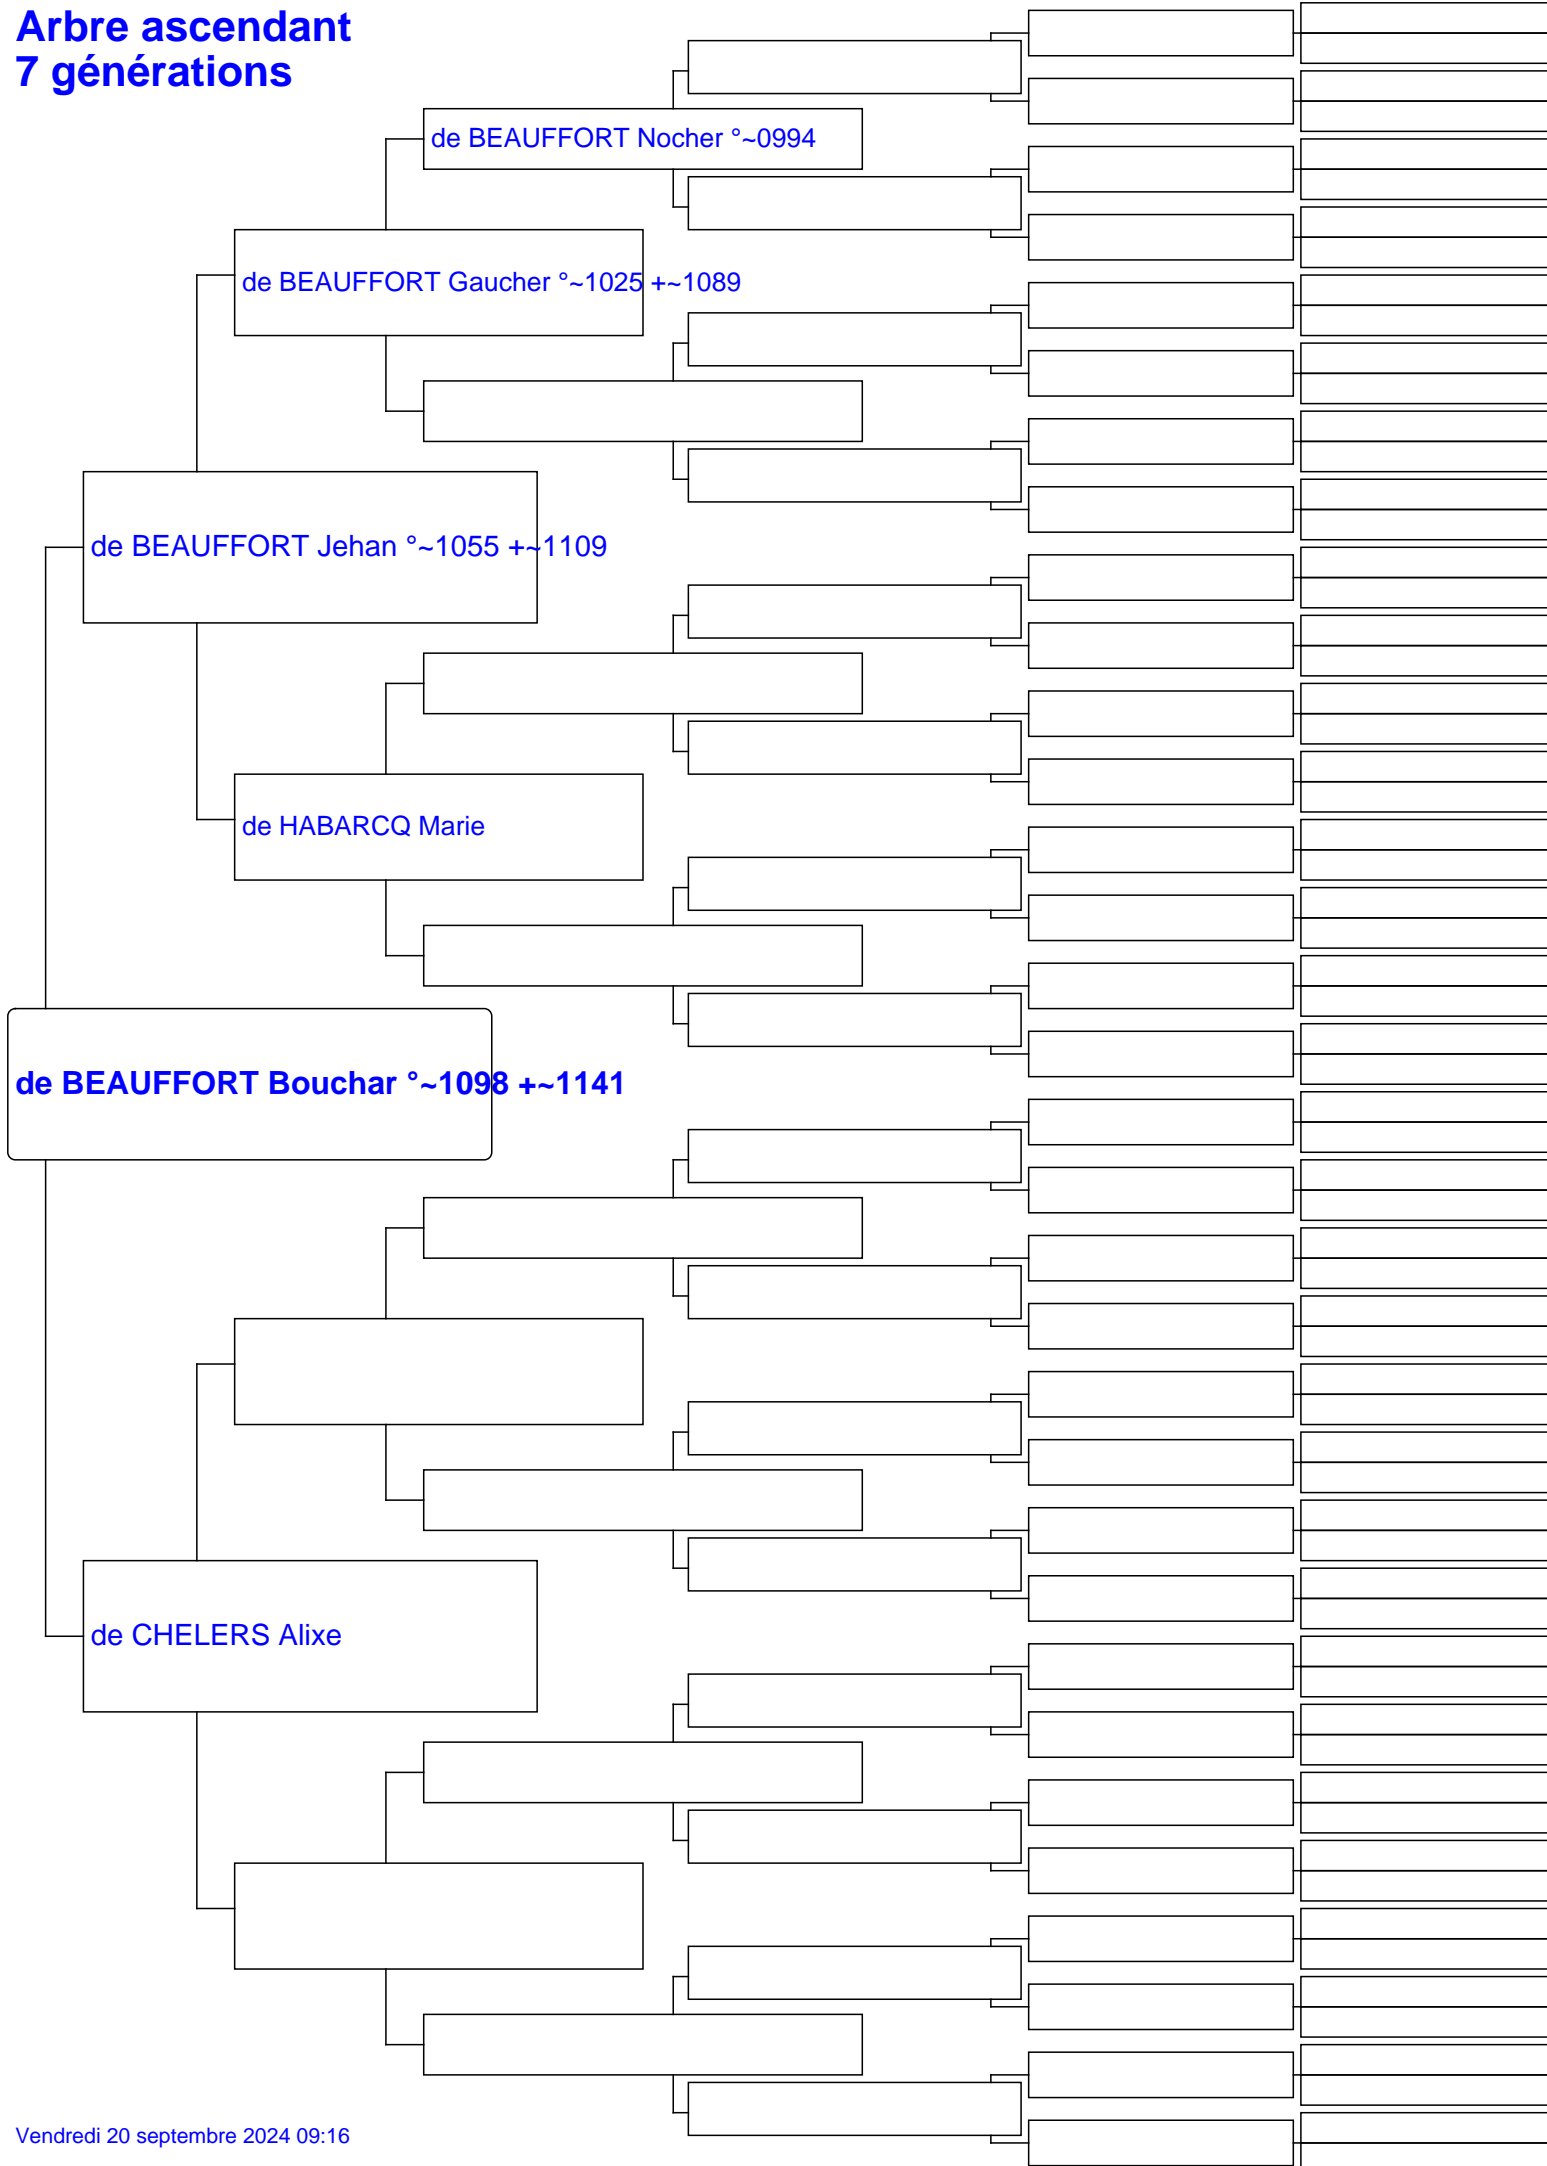 Arbre ascendant
7 générations
de BEAUFFORT Nocher °~0994
de BEAUFFORT Gaucher °~1025 +~1089
de BEAUFFORT Jehan °~1055 +~1109
de HABARCQ Marie
de BEAUFFORT Bouchar °~1098 +~1141
de CHELERS Alixe
Vendredi 20 septembre 2024 09:16